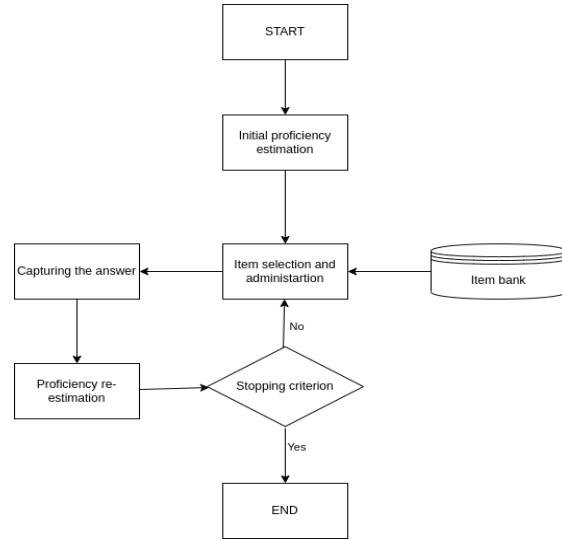 START
Initial proficiency
estimation
Capturing the answer
Item selection and
administartion
Item bank
No
Proficiency re-
estimation
Stopping criterion
Yes
END